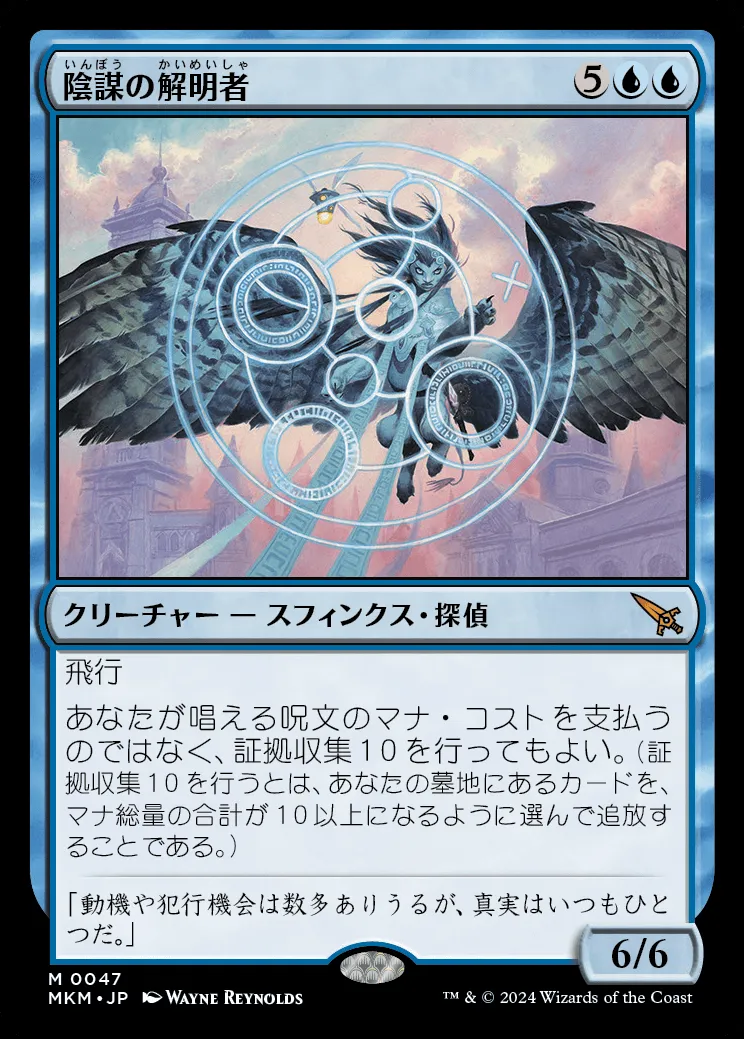 いんぼう かいめいしゃ
陰謀の解明者
5
クリーチャー — スフィンクス・探偵
飛行
あなたが唱える呪文のマナ・コストを支払う
のではなく、証拠収集10を行ってもよい。(証
拠収集10を行うとは、あなたの墓地にあるカードを、
マナ総量の合計が10以上になるように選んで追放す
ることである。)
「動機や犯行機会は数多ありうるが、真実はいつもひと
つだ。」
6/6
M 0047
MKM•JP Wayne Reynolds
™ & © 2024 Wizards of the Coast